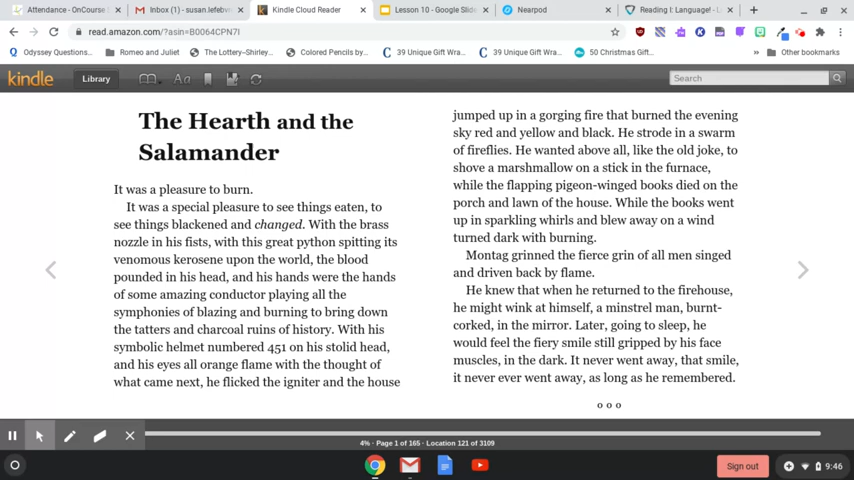 Attendance - OnCourse S
Inbox (1) - susan.lefebv
Kindle Cloud Reader
Lesson 10 - Google Slide
Nearpod
Reading I: Language! - L
read.amazon.com/?asin=B0064CPN7I
Odyssey Questions...
Romeo and Juliet
The Lottery--Shirley...
Colored Pencils by...
39 Unique Gift Wra...
39 Unique Gift Wra...
50 Christmas Gift...
Other bookmarks
kindle
Library
Aa
Search
The Hearth and the
Salamander
It was a pleasure to burn.
It was a special pleasure to see things eaten, to
see things blackened and changed. With the brass
nozzle in his fists, with this great python spitting its
venomous kerosene upon the world, the blood
pounded in his head, and his hands were the hands
of some amazing conductor playing all the
symphonies of blazing and burning to bring down
the tatters and charcoal ruins of history. With his
symbolic helmet numbered 451 on his stolid head,
and his eyes all orange flame with the thought of
what came next, he flicked the igniter and the house
jumped up in a gorging fire that burned the evening
sky red and yellow and black. He strode in a swarm
of fireflies. He wanted above all, like the old joke, to
shove a marshmallow on a stick in the furnace,
while the flapping pigeon-winged books died on the
porch and lawn of the house. While the books went
up in sparkling whirls and blew away on a wind
turned dark with burning.
Montag grinned the fierce grin of all men singed
and driven back by flame.
He knew that when he returned to the firehouse,
he might wink at himself, a minstrel man, burnt-
corked, in the mirror. Later, going to sleep, he
would feel the fiery smile still gripped by his face
muscles, in the dark. It never went away, that smile,
it never ever went away, as long as he remembered.
4% · Page 1 of 165 · Location 121 of 3109
Sign out
9:46